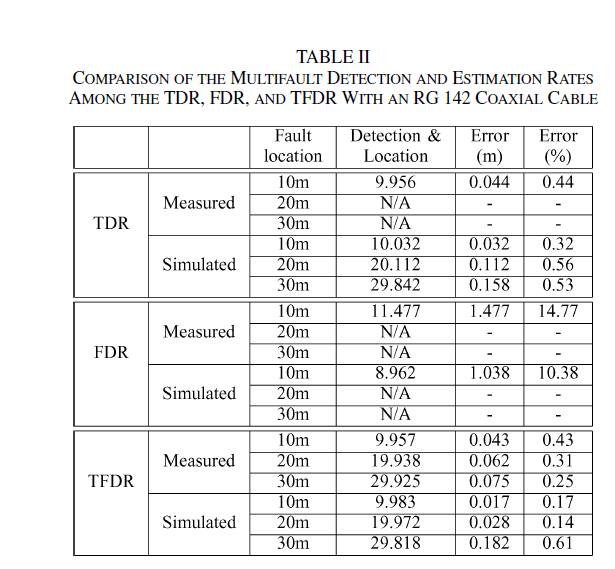 TABLE II
COMPARISON OF THE MULTIFAULT DETECTION AND ESTIMATION RATES
AMONG THE TDR, FDR, AND TFDR WITH AN RG 142 COAXIAL CABLE
Fault location Detection & Location Error (m) Error (%)
TDR Measured 10m 9.956 0.044 0.44
20m N/A - -
30m N/A - -
Simulated 10m 10.032 0.032 0.32
20m 20.112 0.112 0.56
30m 29.842 0.158 0.53
FDR Measured 10m 11.477 1.477 14.77
20m N/A - -
30m N/A - -
Simulated 10m 8.962 1.038 10.38
20m N/A - -
30m N/A - -
TFDR Measured 10m 9.957 0.043 0.43
20m 19.938 0.062 0.31
30m 29.925 0.075 0.25
Simulated 10m 9.983 0.017 0.17
20m 19.972 0.028 0.14
30m 29.818 0.182 0.61